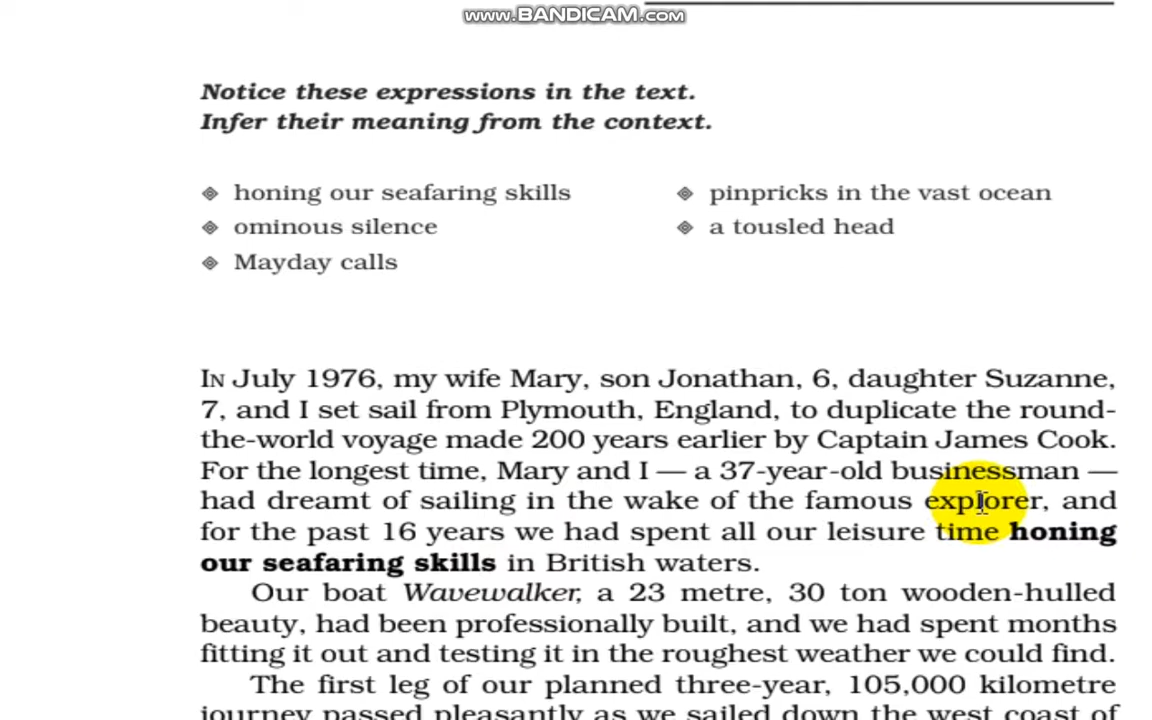 www.BANDICAM.com
Notice these expressions in the text.
Infer their meaning from the context.
honing our seafaring skills
pinpricks in the vast ocean
ominous silence
a tousled head
Mayday calls
IN July 1976, my wife Mary, son Jonathan, 6, daughter Suzanne,
7, and I set sail from Plymouth, England, to duplicate the round-
the-world voyage made 200 years earlier by Captain James Cook.
For the longest time, Mary and I — a 37-year-old businessman —
had dreamt of sailing in the wake of the famous explorer, and
for the past 16 years we had spent all our leisure time honing
our seafaring skills in British waters.
Our boat Wavewalker, a 23 metre, 30 ton wooden-hulled
beauty, had been professionally built, and we had spent months
fitting it out and testing it in the roughest weather we could find.
The first leg of our planned three-year, 105,000 kilometre
journey passed pleasantly as we sailed down the west coast of